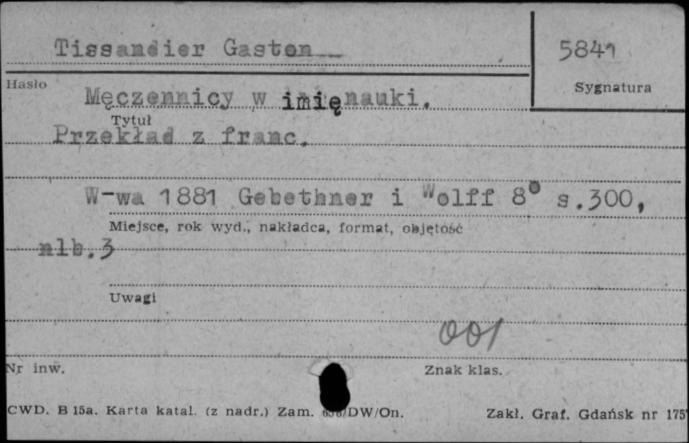 Tissandier Gaston
5841
Hasło
Sygnatura
Męczennicy w imię nauki.
Tytuł
Przekład z franc.
W-wa 1881 Gebethner i Wolff 8° s.300,
Miejsce, rok wyd., nakładca, format, objętość
nlb.3
Uwagi
001
Nr inw.
Znak klas.
CWD. B 15a. Karta katal. (z nadr.) Zam. /DW/On.
Zakł. Graf. Gdańsk nr 175